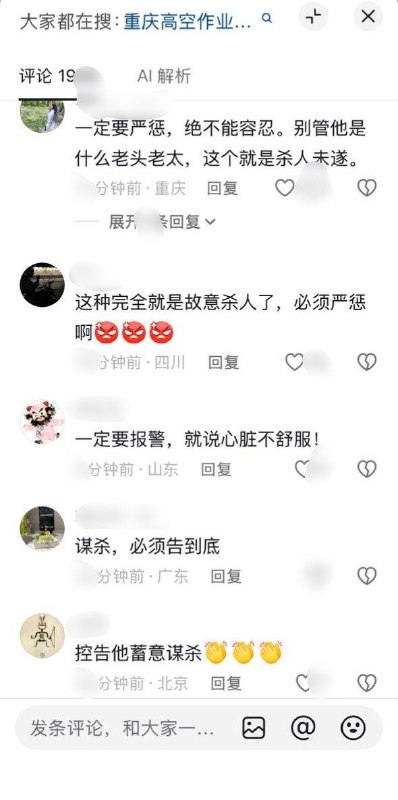 大家都在搜：重庆高空作业...
评论 19
AI 解析
一定要严惩，绝不能容忍。别管他是
什么老头老太，这个就是杀人未遂。
分钟前 · 重庆 回复
展开 条回复
这种完全就是故意杀人了，必须严惩
啊😡😡😡
分钟前 · 四川 回复
一定要报警，就说心脏不舒服！
分钟前 · 山东 回复
谋杀，必须告到底
分钟前 · 广东 回复
控告他蓄意谋杀👏👏👏
分钟前 · 北京 回复
发条评论，和大家一...